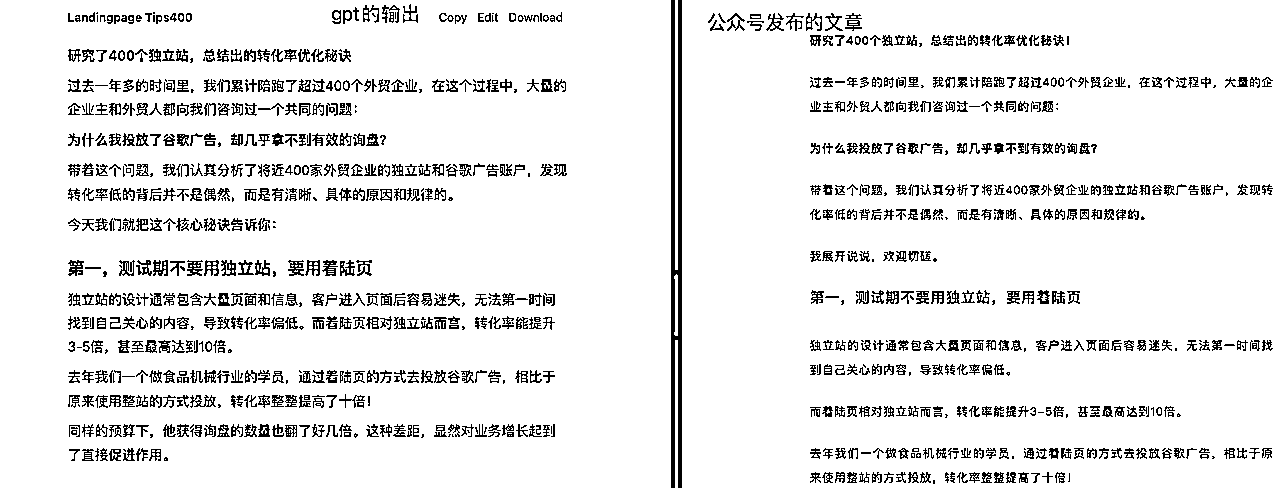 Landingpage Tips400
gpt的输出
Copy Edit Download
研究了400个独立站，总结出的转化率优化秘诀
过去一年多的时间里，我们累计陪跑了超过400个外贸企业，在这个过程中，大量的
企业主和外贸人都向我们咨询过一个共同的问题：
为什么我投放了谷歌广告，却几乎拿不到有效的询盘？
带着这个问题，我们认真分析了将近400家外贸企业的独立站和谷歌广告账户，发现
转化率低的背后并不是偶然，而是有清晰、具体的原因和规律的。
今天我们就把这个核心秘诀告诉你：
第一，测试期不要用独立站，要用着陆页
独立站的设计通常包含大量页面和信息，客户进入页面后容易迷失，无法第一时间
找到自己关心的内容，导致转化率偏低。而着陆页相对独立站而言，转化率能提升
3-5倍，甚至最高达到10倍。
去年我们一个做食品机械行业的学员，通过着陆页的方式去投放谷歌广告，相比于
原来使用整站的方式投放，转化率整整提高了十倍！
同样的预算下，他获得询盘的数量也翻了好几倍。这种差距，显然对业务增长起到
了直接促进作用。
公众号发布的文章
研究了400个独立站，总结出的转化率优化秘诀！
过去一年多的时间里，我们累计陪跑了超过400个外贸企业，在这个过程中，大量的企
业主和外贸人都向我们咨询过一个共同的问题：
为什么我投放了谷歌广告，却几乎拿不到有效的询盘？
带着这个问题，我们认真分析了将近400家外贸企业的独立站和谷歌广告账户，发现转
化率低的背后并不是偶然、而是有清晰、具体的原因和规律的。
我展开说说，欢迎切磋。
第一，测试期不要用独立站，要用着陆页
独立站的设计通常包含大量页面和信息，客户进入页面后容易迷失，无法第一时间找
到自己关心的内容，导致转化率偏低。
而着陆页相对独立站而言，转化率能提升3-5倍，甚至最高达到10倍。
去年我们一个做食品机械行业的学员，通过着陆页的方式去投放谷歌广告，相比于原
来使用整站的方式投放，转化率整整提高了十倍！